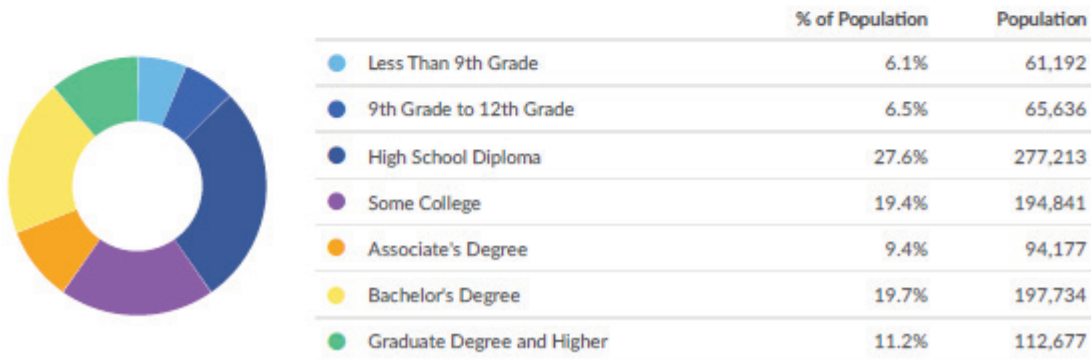 % of Population Population
Less Than 9th Grade 6.1% 61,192
9th Grade to 12th Grade 6.5% 65,636
High School Diploma 27.6% 277,213
Some College 19.4% 194,841
Associate's Degree 9.4% 94,177
Bachelor's Degree 19.7% 197,734
Graduate Degree and Higher 11.2% 112,677